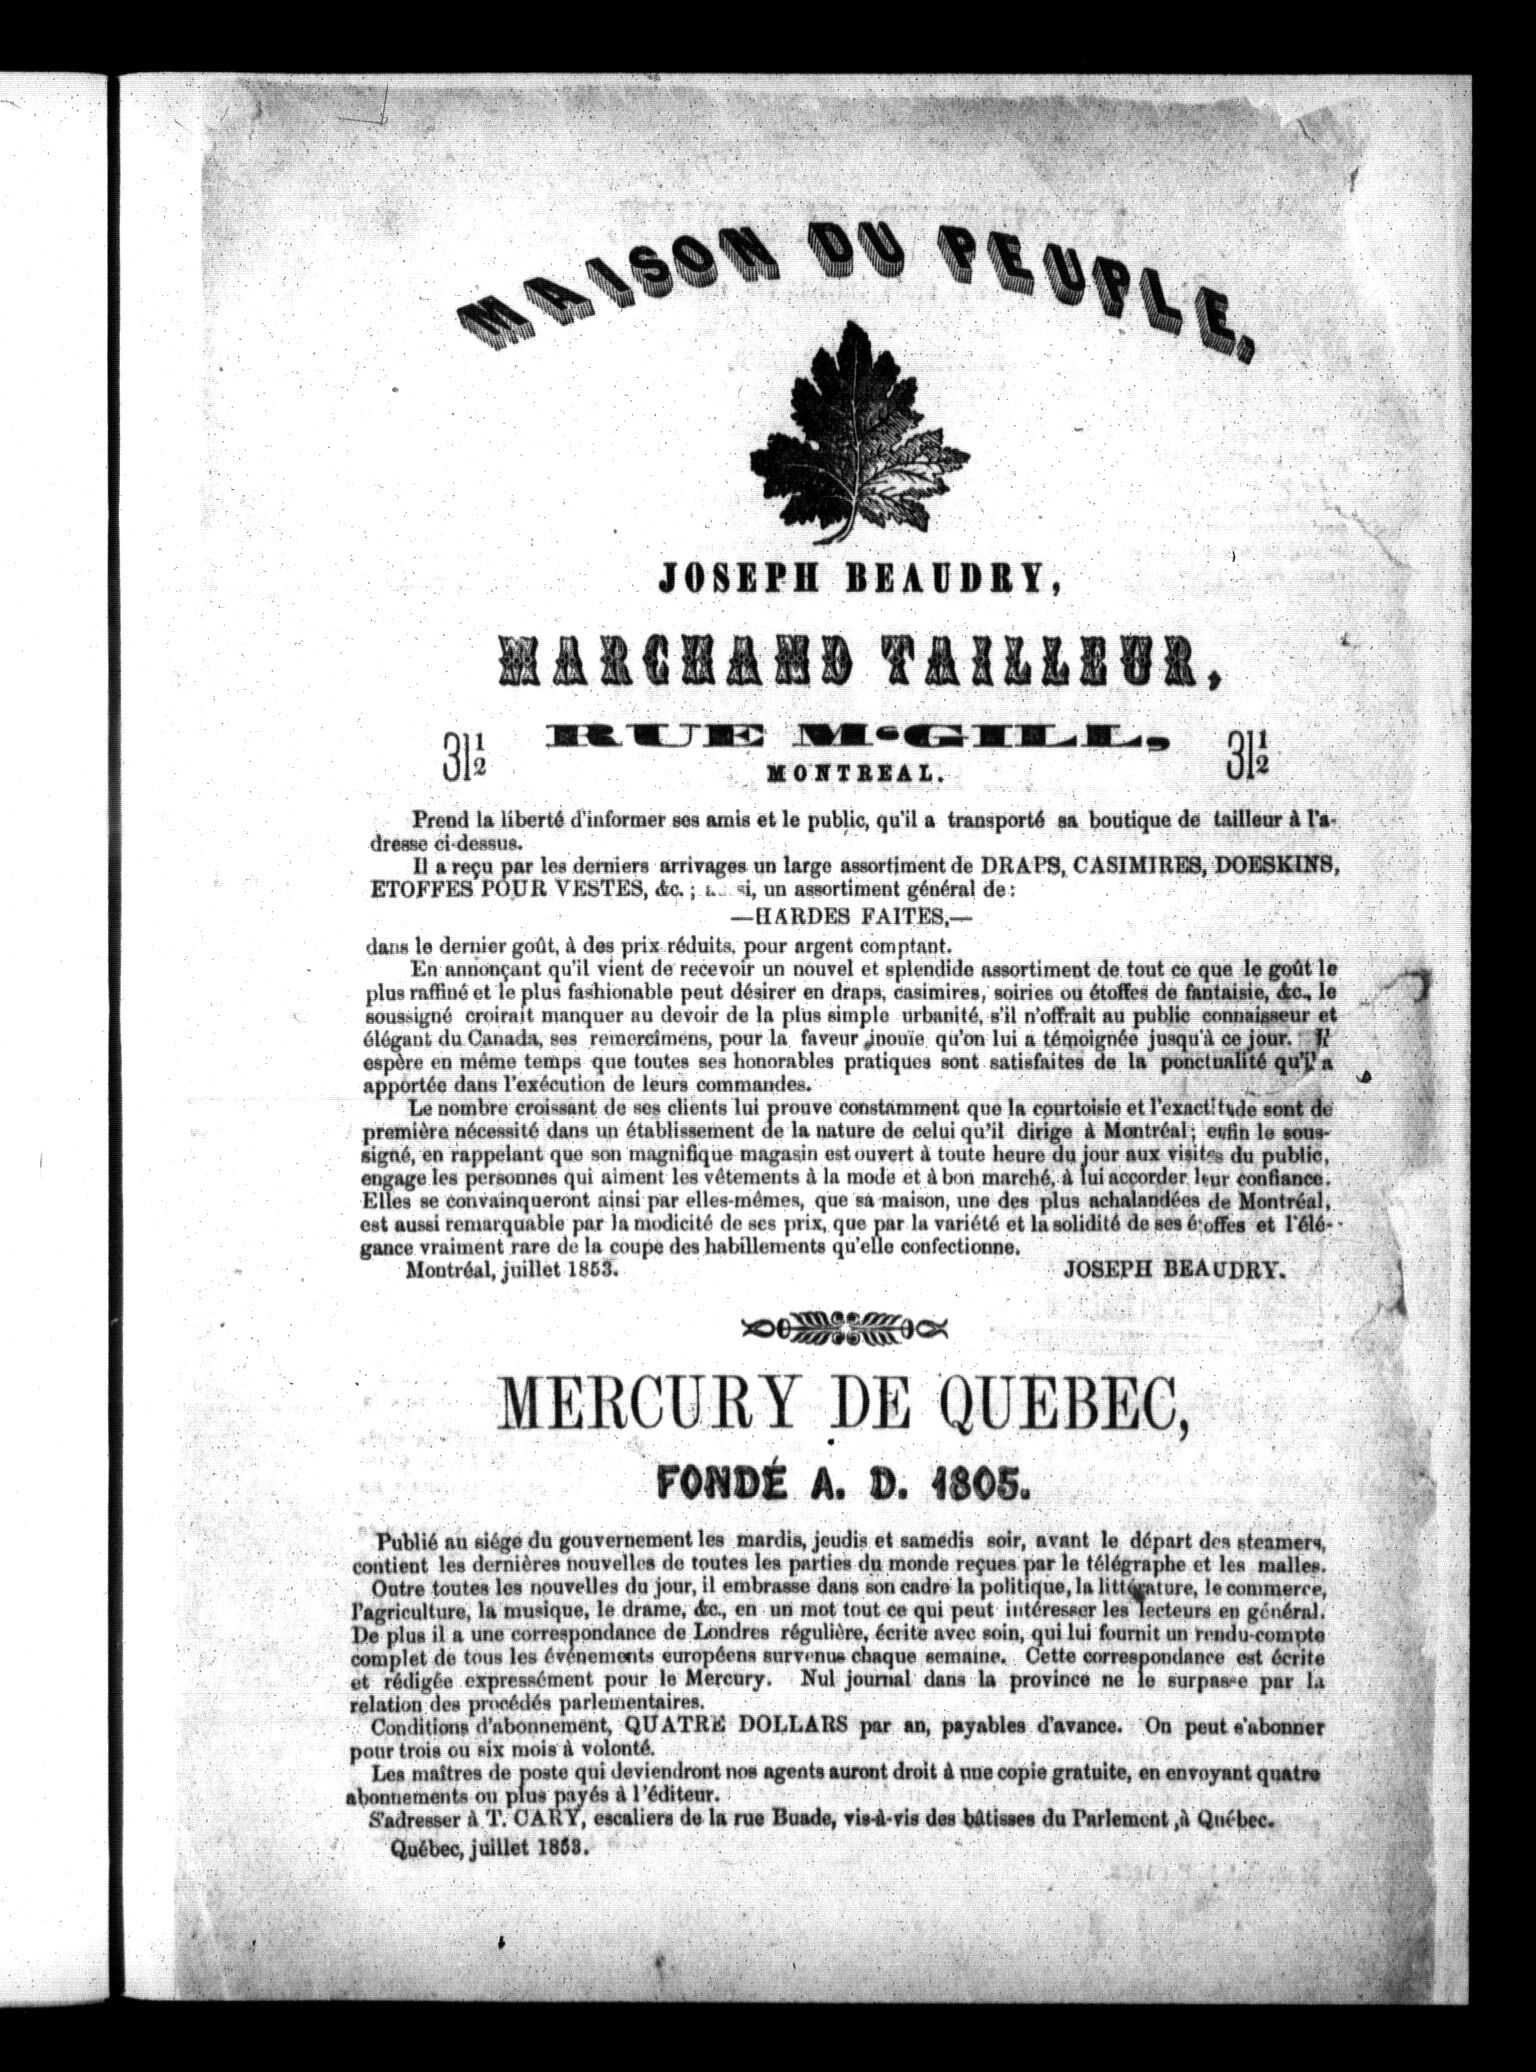 MAISON DU PEUPLE.
JOSEPH BEAUDRY,
MARCHAND TAILLEUR,
31½ RUE McGILL, 31½
MONTREAL.
Prend la liberté d'informer ses amis et le public, qu'il a transporté sa boutique de tailleur à l'a-
dresse ci-dessus.
Il a reçu par les derniers arrivages un large assortiment de DRAPS, CASIMIRES, DOESKINS,
ETOFFES POUR VESTES, &c. ; un assortiment général de :
—HARDES FAITES,—
dans le dernier goût, à des prix réduits, pour argent comptant.
En annonçant qu'il vient de recevoir un nouvel et splendide assortiment de tout ce que le goût le
plus raffiné et le plus fashionable peut désirer en draps, casimires, soiries ou étoffes de fantaisie, &c., le
soussigné croirait manquer au devoir de la plus simple urbanité, s'il n'offrait au public connaisseur et
élégant du Canada, ses remercîmens, pour la faveur inouïe qu'on lui a témoignée jusqu'à ce jour. Il
espère en même temps que toutes ses honorables pratiques sont satisfaites de la ponctualité qu'il a
apportée dans l'exécution de leurs commandes.
Le nombre croissant de ses clients lui prouve constamment que la courtoisie et l'exactitude sont de
première nécessité dans un établissement de la nature de celui qu'il dirige à Montréal ; enfin le sous-
signé, en rappelant que son magnifique magasin est ouvert à toute heure du jour aux visites du public,
engage les personnes qui aiment les vêtements à la mode et à bon marché, à lui accorder leur confiance.
Elles se convainqueront ainsi par elles-mêmes, que sa maison, une des plus achalandées de Montréal,
est aussi remarquable par la modicité de ses prix, que par la variété et la solidité de ses étoffes et l'élé-
gance vraiment rare de la coupe des habillements qu'elle confectionne.
Montréal, juillet 1853. JOSEPH BEAUDRY.
MERCURY DE QUEBEC,
FONDÉ A. D. 1805.
Publié au siége du gouvernement les mardis, jeudis et samedis soir, avant le départ des steamers,
contient les dernières nouvelles de toutes les parties du monde reçues par le télégraphe et les malles.
Outre toutes les nouvelles du jour, il embrasse dans son cadre la politique, la littérature, le commerce,
l'agriculture, la musique, le drame, &c., en un mot tout ce qui peut intéresser les lecteurs en général.
De plus il a une correspondance de Londres régulière, écrite avec soin, qui lui fournit un rendu-compte
complet de tous les événements européens survenus chaque semaine. Cette correspondance est écrite
et rédigée expressément pour le Mercury. Nul journal dans la province ne le surpasse par la
relation des procédés parlementaires.
Conditions d'abonnement, QUATRE DOLLARS par an, payables d'avance. On peut s'abonner
pour trois ou six mois à volonté.
Les maîtres de poste qui deviendront nos agents auront droit à une copie gratuite, en envoyant quatre
abonnements ou plus payés à l'éditeur.
S'adresser à T. CARY, escaliers de la rue Buade, vis-à-vis des bâtisses du Parlement, à Québec.
Québec, juillet 1853.